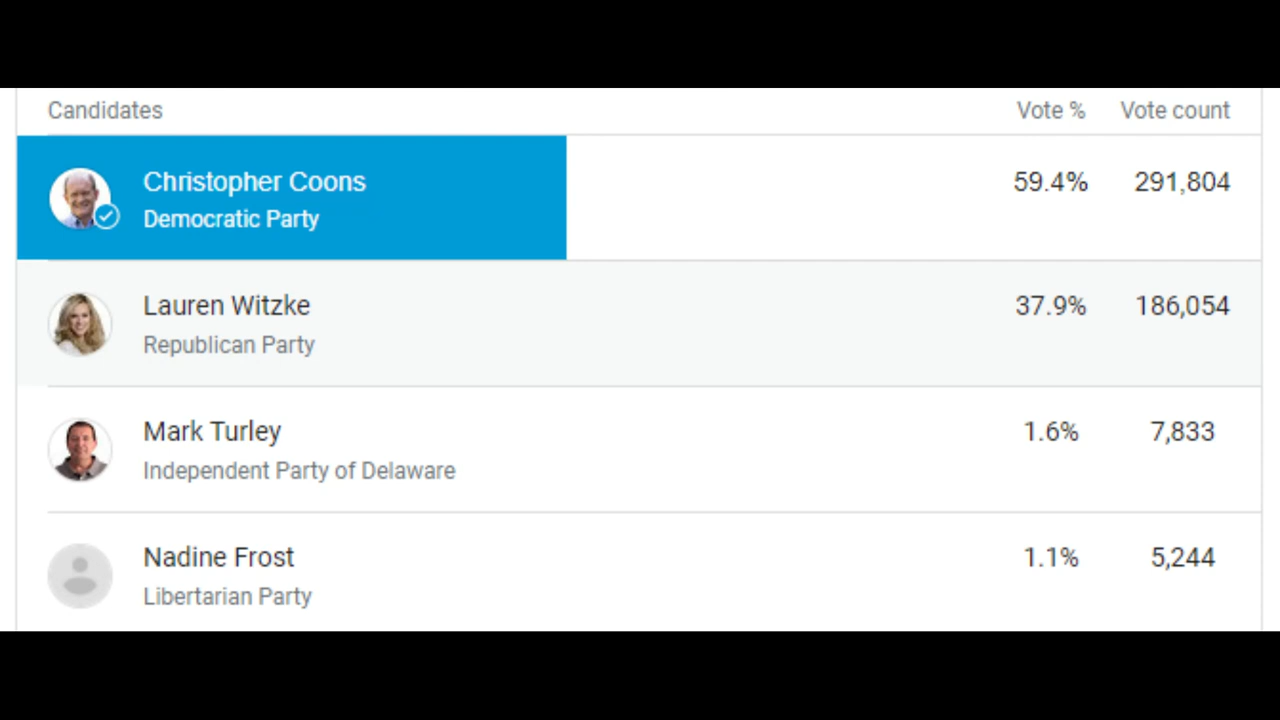 Candidates Vote % Vote count
Christopher Coons 59.4% 291,804
Democratic Party
Lauren Witzke 37.9% 186,054
Republican Party
Mark Turley 1.6% 7,833
Independent Party of Delaware
Nadine Frost 1.1% 5,244
Libertarian Party